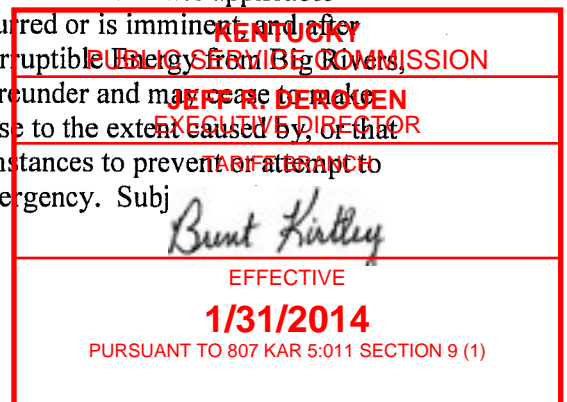 urred or is imminent, and after
KENTUCKY
rruptible Energy from Big Rivers,
PUBLIC SERVICE COMMISSION
reunder and may cease to make
JEFF R. DEROUEN
se to the extent caused by, or that
EXECUTIVE DIRECTOR
nstances to prevent or attempt to
TARIFF BRANCH
ergency. Subj
Brent Kirtley
EFFECTIVE
1/31/2014
PURSUANT TO 807 KAR 5:011 SECTION 9 (1)